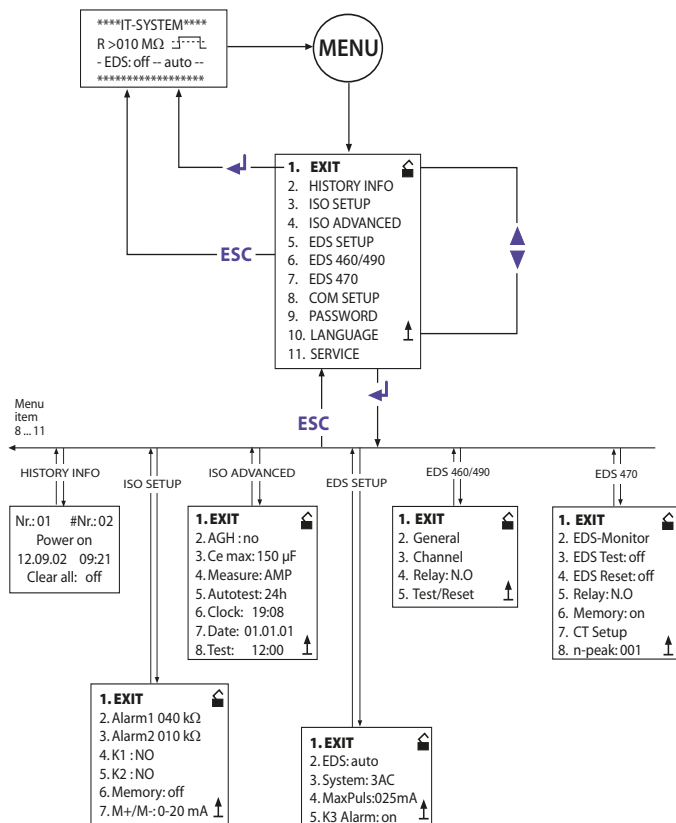 ****IT-SYSTEM****
R >010 MΩ
- EDS: off -- auto --
******************
MENU
1. EXIT
2. HISTORY INFO
3. ISO SETUP
4. ISO ADVANCED
5. EDS SETUP
6. EDS 460/490
7. EDS 470
8. COM SETUP
9. PASSWORD
10. LANGUAGE
11. SERVICE
ESC
ESC
Menu
item
8 ... 11
HISTORY INFO
ISO SETUP
ISO ADVANCED
EDS SETUP
EDS 460/490
EDS 470
Nr.: 01 #Nr.: 02
Power on
12.09.02 09:21
Clear all: off
1. EXIT
2. AGH : no
3. Ce max: 150 µF
4. Measure: AMP
5. Autotest: 24h
6. Clock: 19:08
7. Date: 01.01.01
8. Test: 12:00
1. EXIT
2. General
3. Channel
4. Relay: N.O
5. Test/Reset
1. EXIT
2. EDS-Monitor
3. EDS Test: off
4. EDS Reset: off
5. Relay: N.O
6. Memory: on
7. CT Setup
8. n-peak: 001
1. EXIT
2. Alarm1 040 kΩ
3. Alarm2 010 kΩ
4. K1 : NO
5. K2 : NO
6. Memory: off
7. M+/M-: 0-20 mA
1. EXIT
2. EDS: auto
3. System: 3AC
4. MaxPuls:025mA
5. K3 Alarm: on